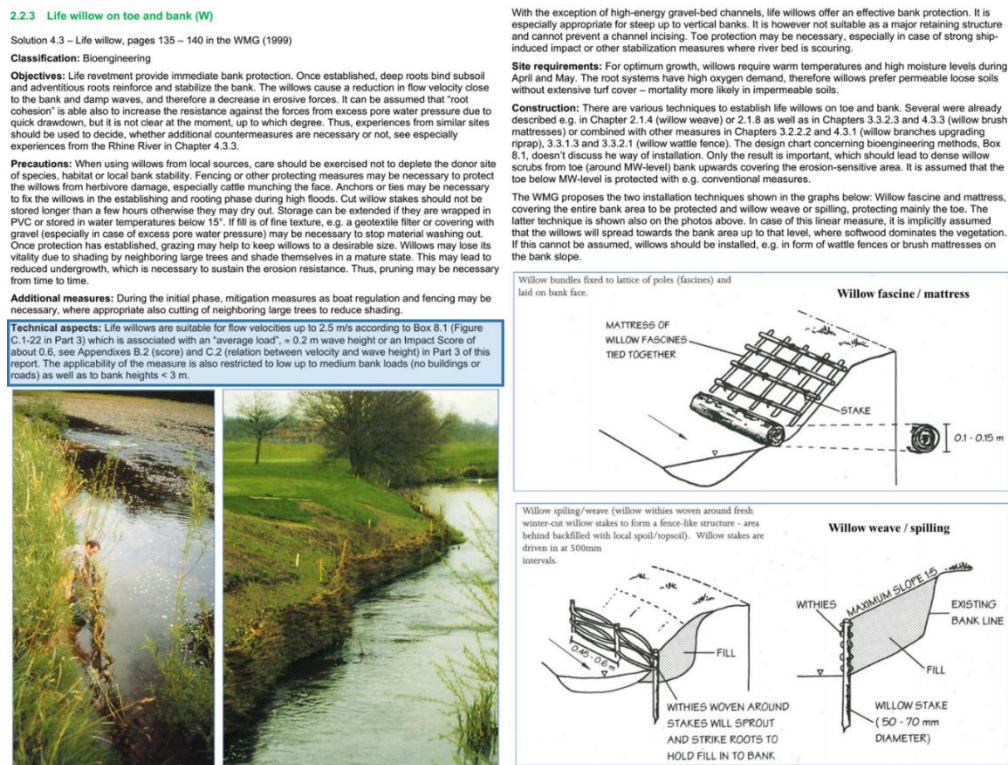 2.2.3 Life willow on toe and bank (W)
Solution 4.3 – Life willow, pages 135 – 140 in the WMG (1999)
Classification: Bioengineering
Objectives: Life revetment provide immediate bank protection. Once established, deep roots bind subsoil
and adventitious roots reinforce and stabilize the bank. The willows cause a reduction in flow velocity close
to the bank and damp waves, and therefore a decrease in erosive forces. It can be assumed that "root
cohesion" is able also to increase the resistance against the forces from excess pore water pressure due to
quick drawdown, but it is not clear at the moment, up to which degree. Thus, experiences from similar sites
should be used to decide, whether additional countermeasures are necessary or not, see especially
experiences from the Rhine River in Chapter 4.3.3.
Precautions: When using willows from local sources, care should be exercised not to deplete the donor site
of species, habitat or local bank stability. Fencing or other protecting measures may be necessary to protect
the willows from herbivore damage, especially cattle munching the face. Anchors or ties may be necessary
to fix the willows in the establishing and rooting phase during high floods. Cut willow stakes should not be
stored longer than a few hours otherwise they may dry out. Storage can be extended if they are wrapped in
PVC or stored in water temperatures below 15°. If fill is of fine texture, e.g. a geotextile filter or covering with
gravel (especially in case of excess pore water pressure) may be necessary to stop material washing out.
Once protection has established, grazing may help to keep willows to a desirable size. Willows may lose its
vitality due to shading by neighboring large trees and shade themselves in a mature state. This may lead to
reduced undergrowth, which is necessary to sustain the erosion resistance. Thus, pruning may be necessary
from time to time.
Additional measures: During the initial phase, mitigation measures as boat regulation and fencing may be
necessary, where appropriate also cutting of neighboring large trees to reduce shading.
Technical aspects: Life willows are suitable for flow velocities up to 2.5 m/s according to Box 8.1 (Figure
C.1-22 in Part 3) which is associated with an "average load", ≈ 0.2 m wave height or an Impact Score of
about 0.6, see Appendixes B.2 (score) and C.2 (relation between velocity and wave height) in Part 3 of this
report. The applicability of the measure is also restricted to low up to medium bank loads (no buildings or
roads) as well as to bank heights < 3 m.
With the exception of high-energy gravel-bed channels, life willows offer an effective bank protection. It is
especially appropriate for steep up to vertical banks. It is however not suitable as a major retaining structure
and cannot prevent a channel incising. Toe protection may be necessary, especially in case of strong ship-
induced impact or other stabilization measures where river bed is scouring.
Site requirements: For optimum growth, willows require warm temperatures and high moisture levels during
April and May. The root systems have high oxygen demand, therefore willows prefer permeable loose soils
without extensive turf cover – mortality more likely in impermeable soils.
Construction: There are various techniques to establish life willows on toe and bank. Several were already
described e.g. in Chapter 2.1.4 (willow weave) or 2.1.8 as well as in Chapters 3.3.2.3 and 4.3.3 (willow brush
mattresses) or combined with other measures in Chapters 3.2.2.2 and 4.3.1 (willow branches upgrading
riprap), 3.3.1.3 and 3.3.2.1 (willow wattle fence). The design chart concerning bioengineering methods, Box
8.1, doesn't discuss he way of installation. Only the result is important, which should lead to dense willow
scrubs from toe (around MW-level) bank upwards covering the erosion-sensitive area. It is assumed that the
toe below MW-level is protected with e.g. conventional measures.
The WMG proposes the two installation techniques shown in the graphs below: Willow fascine and mattress,
covering the entire bank area to be protected and willow weave or spilling, protecting mainly the toe. The
latter technique is shown also on the photos above. In case of this linear measure, it is implicitly assumed
that the willows will spread towards the bank area up to that level, where softwood dominates the vegetation.
If this cannot be assumed, willows should be installed, e.g. in form of wattle fences or brush mattresses on
the bank slope.
Willow bundles fixed to lattice of poles (fascines) and
laid on bank face.
Willow fascine / mattress
MATTRESS OF
WILLOW FASCINES
TIED TOGETHER
STAKE
0.1 - 0.15 m
Willow spiling/weave (willow withies woven around fresh
winter-cut willow stakes to form a fence-like structure - area
behind backfilled with local spoil/topsoil). Willow stakes are
driven in at 500mm
intervals.
Willow weave / spilling
0.45 - 0.6 m
FILL
WITHIES WOVEN AROUND
STAKES WILL SPROUT
AND STRIKE ROOTS TO
HOLD FILL IN TO BANK
WITHIES
MAXIMUM SLOPE 1:5
EXISTING
BANK LINE
FILL
WILLOW STAKE
(50 - 70 mm
DIAMETER)